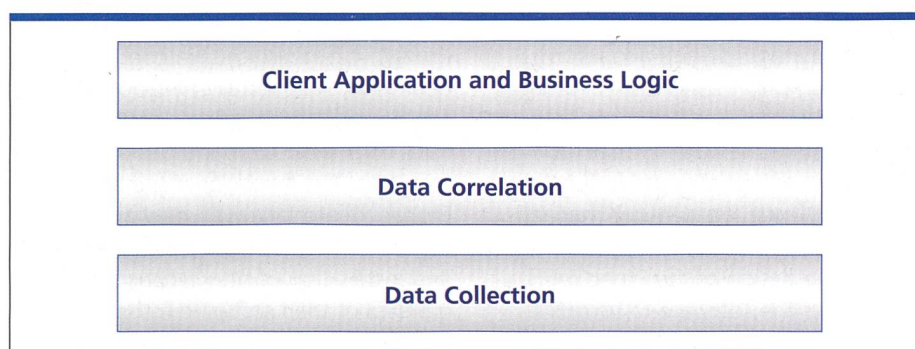 Client Application and Business Logic
Data Correlation
Data Collection